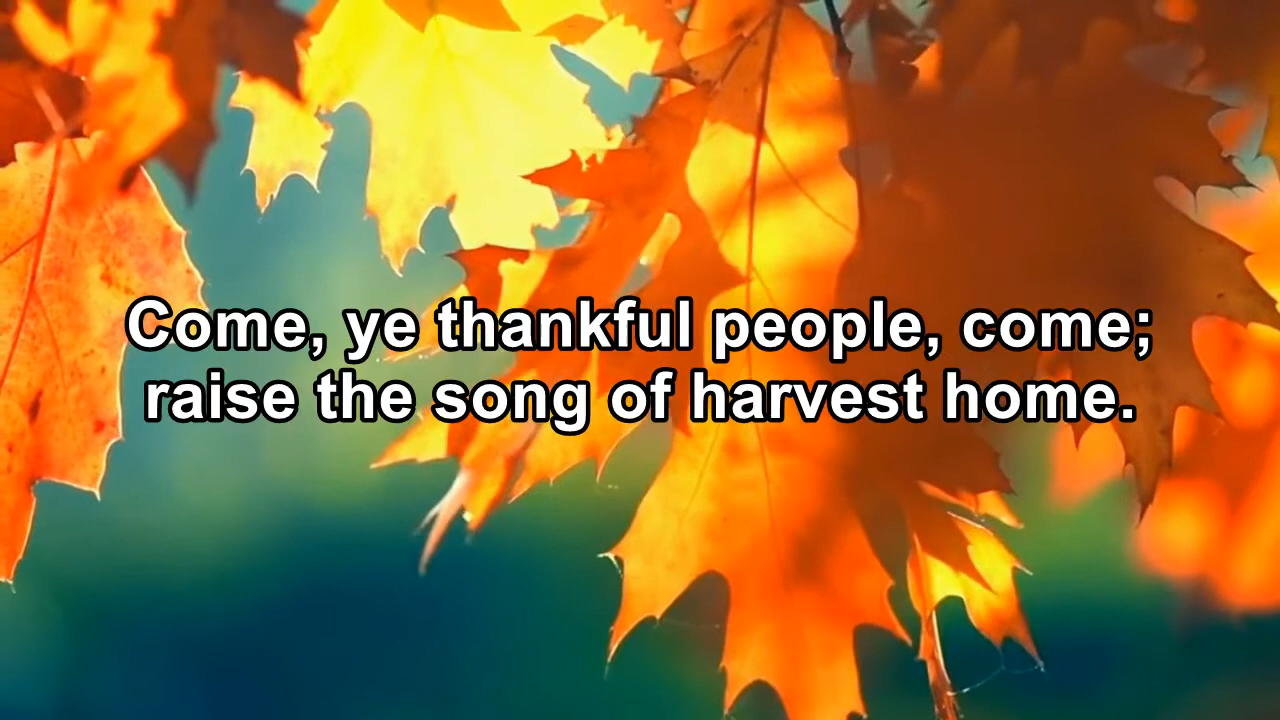 Come, ye thankful people, come;
raise the song of harvest home.